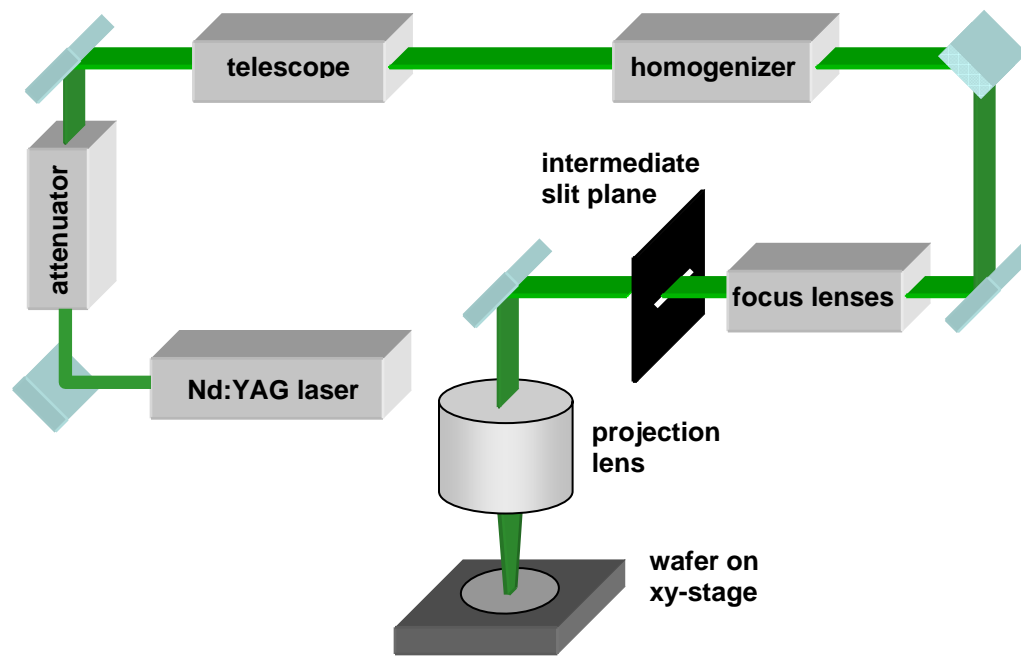 telescope
homogenizer
attenuator
intermediate
slit plane
focus lenses
Nd:YAG laser
projection
lens
wafer on
xy-stage